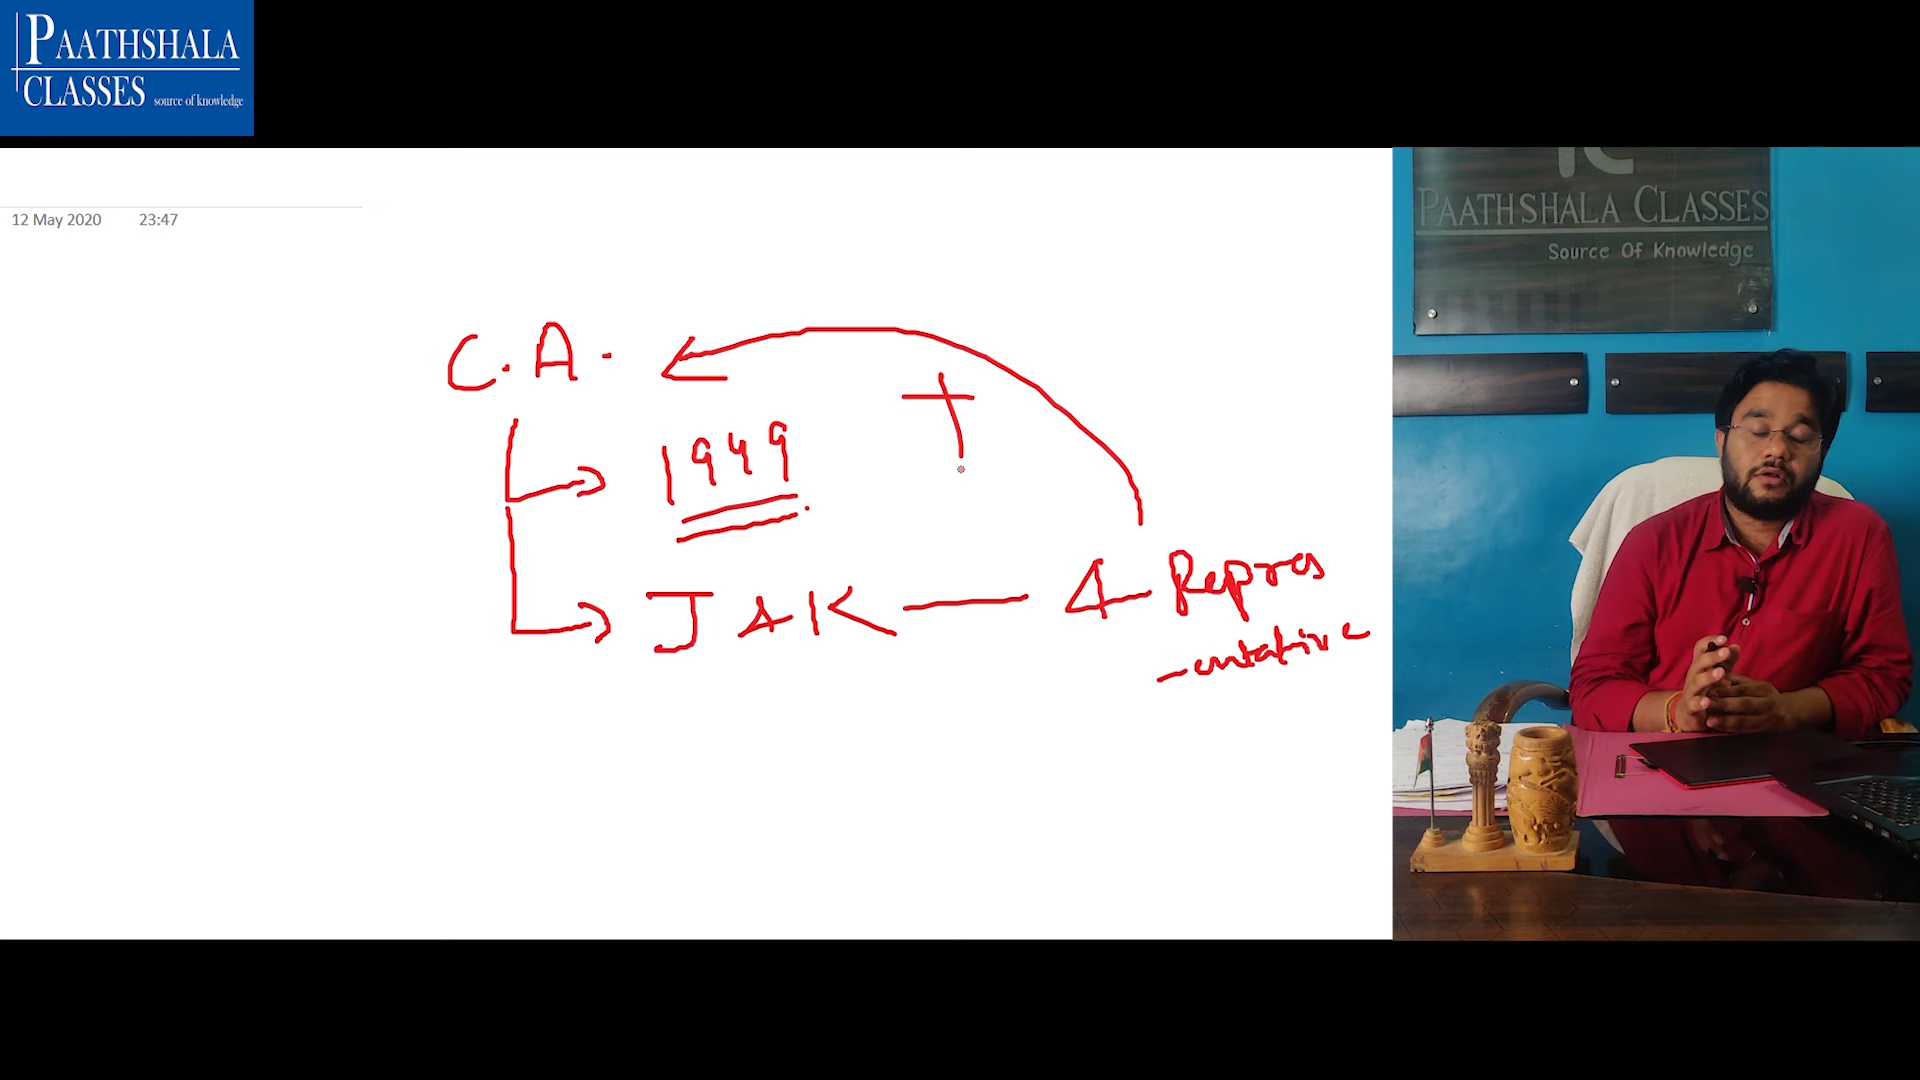 PAATHSHALA
CLASSES source of knowledge
PAATHSHALA CLASSES
Source Of Knowledge
12 May 2020 23:47
C.A.
1949
J&K — 4 Repres
-entative